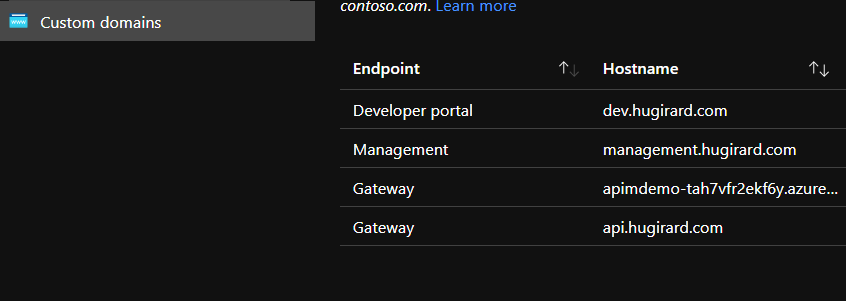 contoso.com. Learn more
Custom domains
Endpoint Hostname
Developer portal dev.hugirard.com
Management management.hugirard.com
Gateway apimdemo-tah7vfr2ekf6y.azure...
Gateway api.hugirard.com